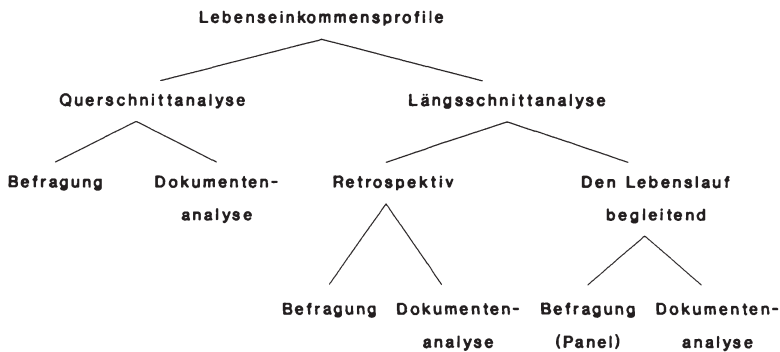 Lebenseinkommensprofile
Querschnittanalyse
Längsschnittanalyse
Befragung
Dokumenten-
analyse
Retrospektiv
Den Lebenslauf
begleitend
Befragung
Dokumenten-
analyse
Befragung
(Panel)
Dokumenten-
analyse